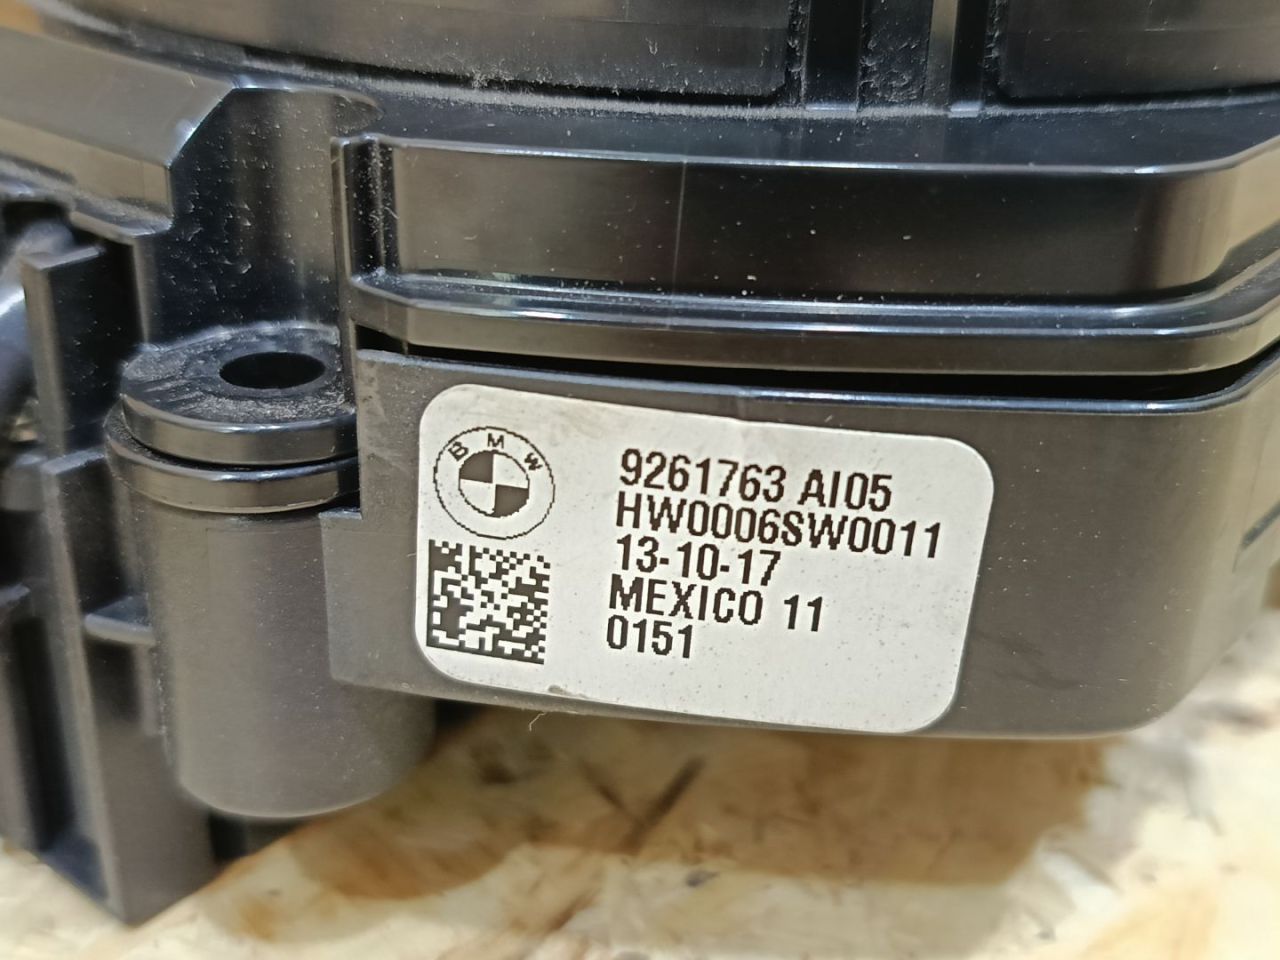 BMW
9261763 AI05
HW0006SW0011
13-10-17
MEXICO 11
0151